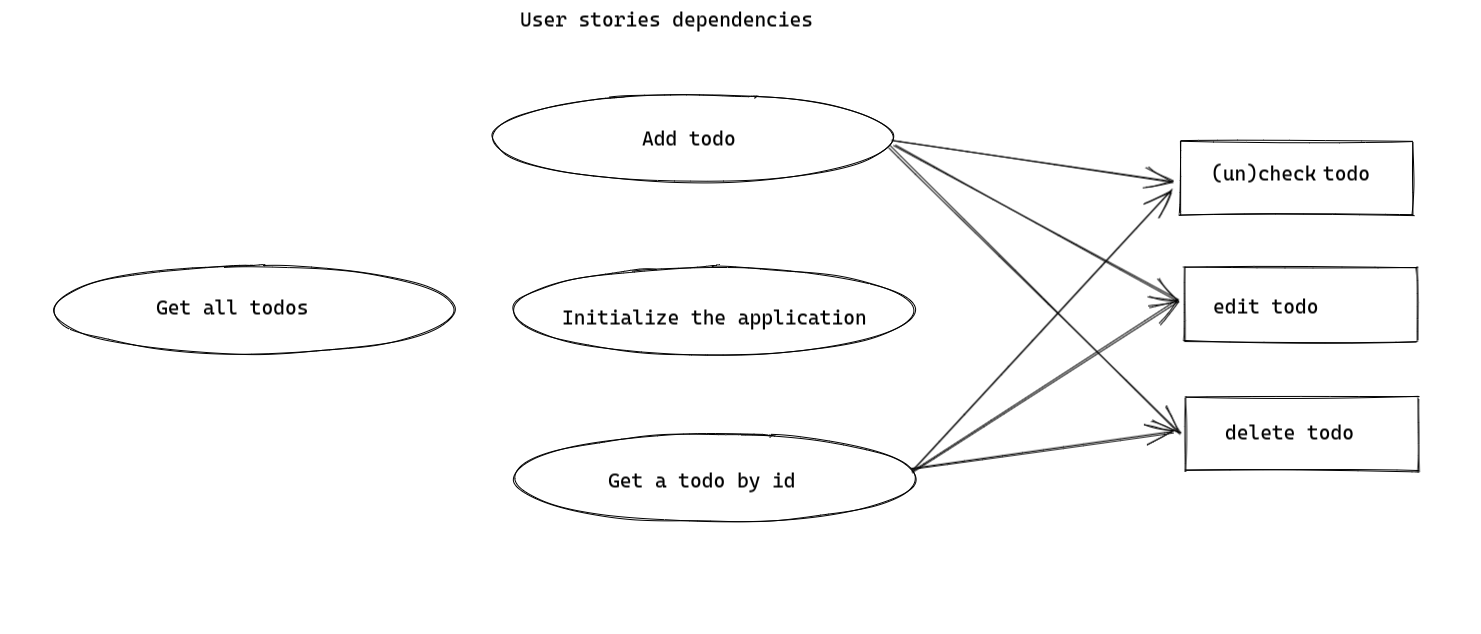 User stories dependencies
Add todo
(un)check todo
Get all todos
Initialize the application
edit todo
Get a todo by id
delete todo